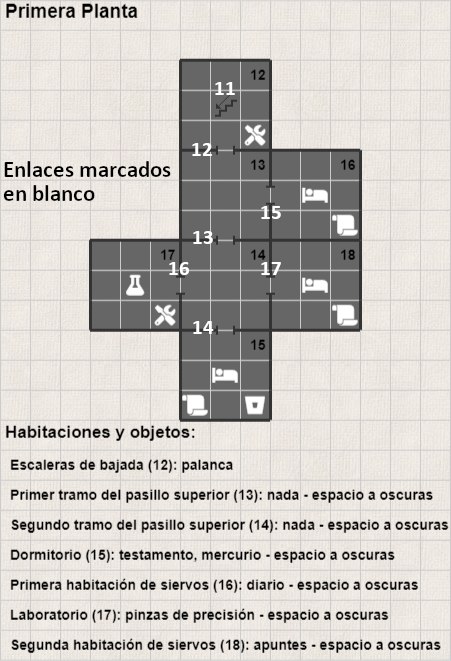 Primera Planta
12
11
12
13
16
Enlaces marcados
en blanco
15
13
17
16
14
17
18
14
15
Habitaciones y objetos:
Escaleras de bajada (12): palanca
Primer tramo del pasillo superior (13): nada - espacio a oscuras
Segundo tramo del pasillo superior (14): nada - espacio a oscuras
Dormitorio (15): testamento, mercurio - espacio a oscuras
Primera habitación de siervos (16): diario - espacio a oscuras
Laboratorio (17): pinzas de precisión - espacio a oscuras
Segunda habitación de siervos (18): apuntes - espacio a oscuras